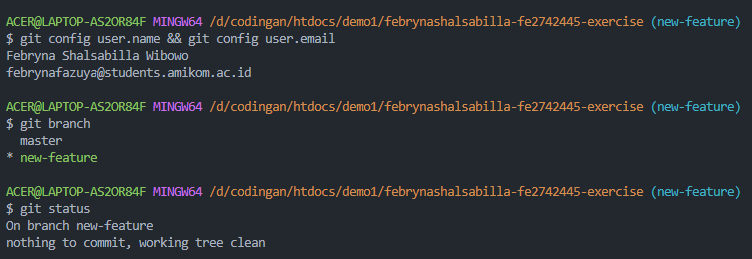 ACER@LAPTOP-AS2OR84F MINGW64 /d/codingan/htdocs/demo1/febrynashalsabilla-fe2742445-exercise (new-feature)
$ git config user.name && git config user.email
Febryna Shalsabilla Wibowo
febrynafazuya@students.amikom.ac.id
ACER@LAPTOP-AS2OR84F MINGW64 /d/codingan/htdocs/demo1/febrynashalsabilla-fe2742445-exercise (new-feature)
$ git branch
  master
* new-feature
ACER@LAPTOP-AS2OR84F MINGW64 /d/codingan/htdocs/demo1/febrynashalsabilla-fe2742445-exercise (new-feature)
$ git status
On branch new-feature
nothing to commit, working tree clean